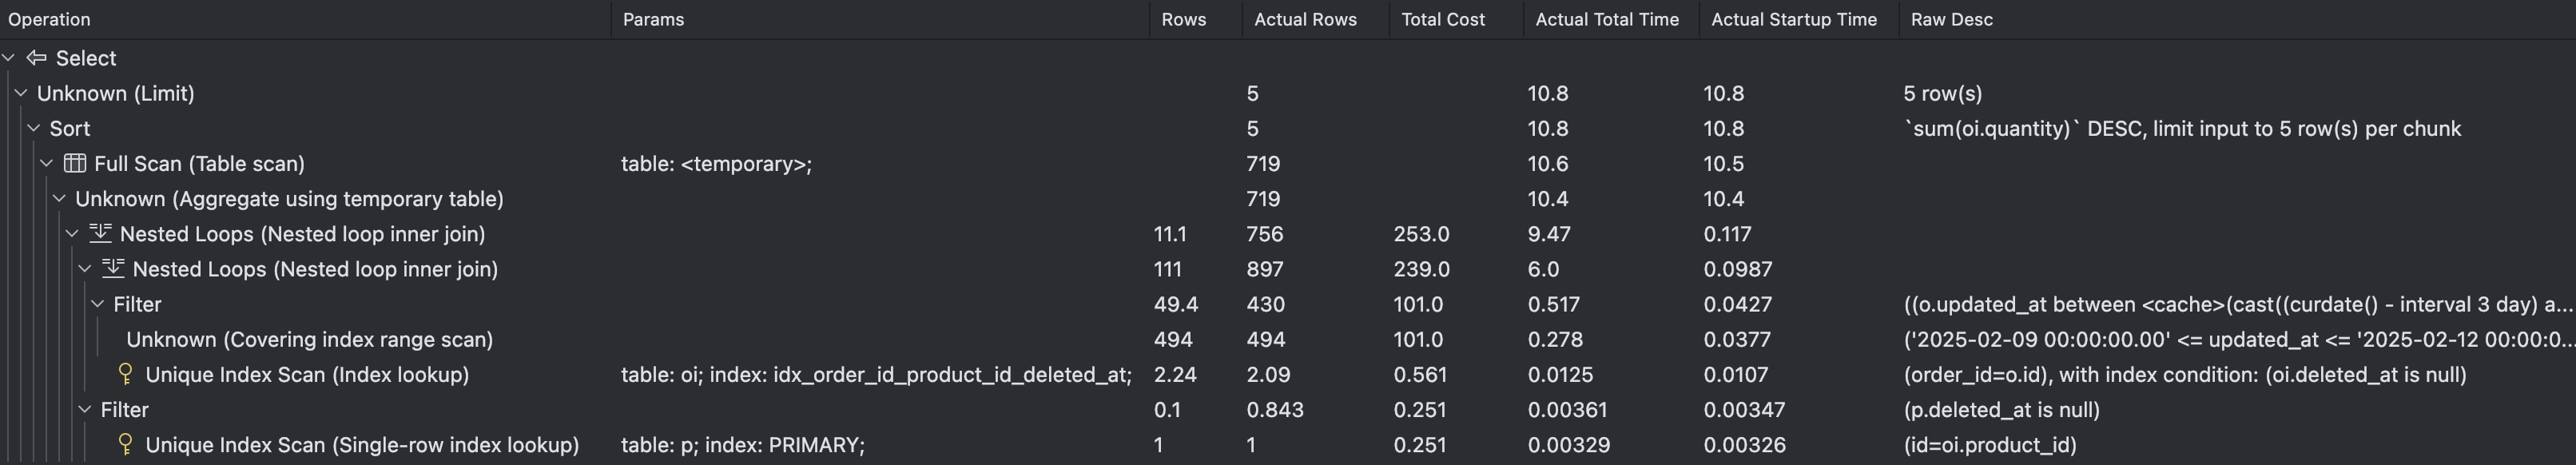 Operation Params Rows Actual Rows Total Cost Actual Total Time Actual Startup Time Raw Desc
Select
Unknown (Limit) 5 10.8 10.8 5 row(s)
Sort 5 10.8 10.8 `sum(oi.quantity)` DESC, limit input to 5 row(s) per chunk
Full Scan (Table scan) table: <temporary>; 719 10.6 10.5
Unknown (Aggregate using temporary table) 719 10.4 10.4
Nested Loops (Nested loop inner join) 11.1 756 253.0 9.47 0.117
Nested Loops (Nested loop inner join) 111 897 239.0 6.0 0.0987
Filter 49.4 430 101.0 0.517 0.0427 ((o.updated_at between <cache>(cast((curdate() - interval 3 day) a...
Unknown (Covering index range scan) 494 494 101.0 0.278 0.0377 ('2025-02-09 00:00:00.00' <= updated_at <= '2025-02-12 00:00:0...
Unique Index Scan (Index lookup) table: oi; index: idx_order_id_product_id_deleted_at; 2.24 2.09 0.561 0.0125 0.0107 (order_id=o.id), with index condition: (oi.deleted_at is null)
Filter 0.1 0.843 0.251 0.00361 0.00347 (p.deleted_at is null)
Unique Index Scan (Single-row index lookup) table: p; index: PRIMARY; 1 1 0.251 0.00329 0.00326 (id=oi.product_id)